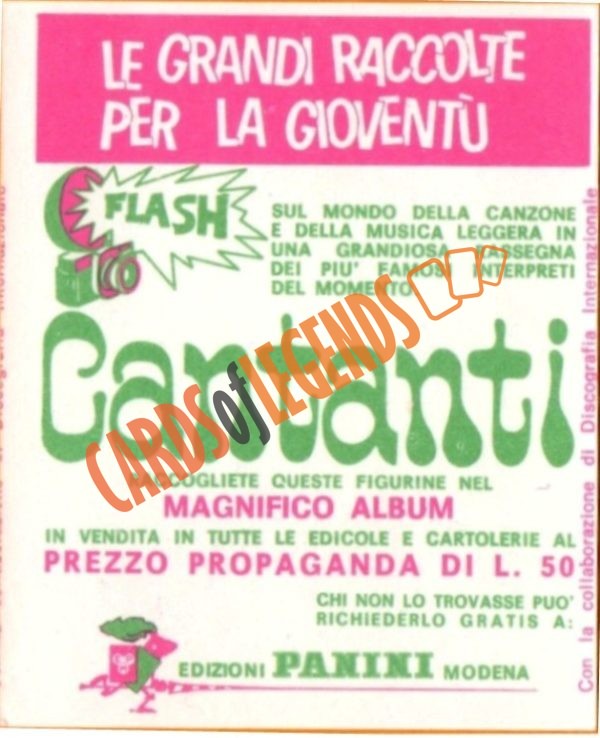 LE GRANDI RACCOLTE
PER LA GIOVENTÙ
FLASH
SUL MONDO DELLA CANZONE
E DELLA MUSICA LEGGERA IN
UNA GRANDIOSA RASSEGNA
DEI PIU' FAMOSI INTERPRETI
DEL MOMENTO
Cantanti
CARDS of LEGENDS
RACCOGLIETE QUESTE FIGURINE NEL
MAGNIFICO ALBUM
IN VENDITA IN TUTTE LE EDICOLE E CARTOLERIE AL
PREZZO PROPAGANDA DI L. 50
CHI NON LO TROVASSE PUO'
RICHIEDERLO GRATIS A:
EDIZIONI PANINI MODENA
Con la collaborazione di Discografia Internazionale